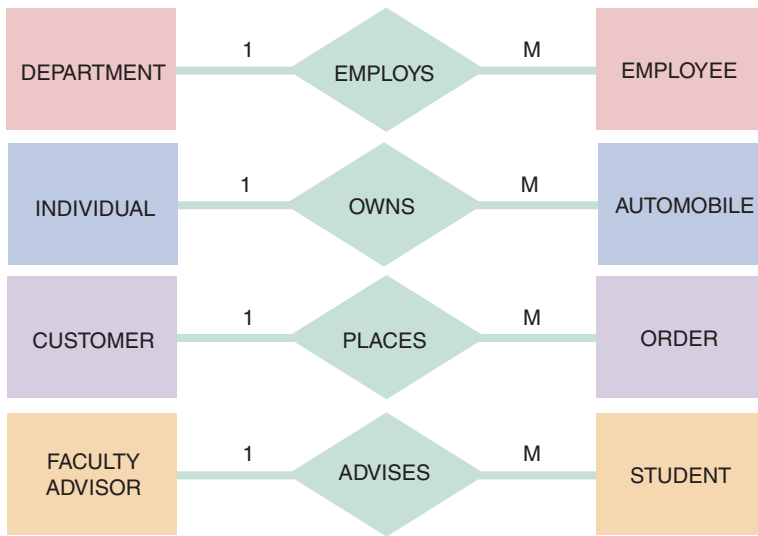 DEPARTMENT
1
EMPLOYS
M
EMPLOYEE
INDIVIDUAL
1
OWNS
M
AUTOMOBILE
CUSTOMER
1
PLACES
M
ORDER
FACULTY
ADVISOR
1
ADVISES
M
STUDENT